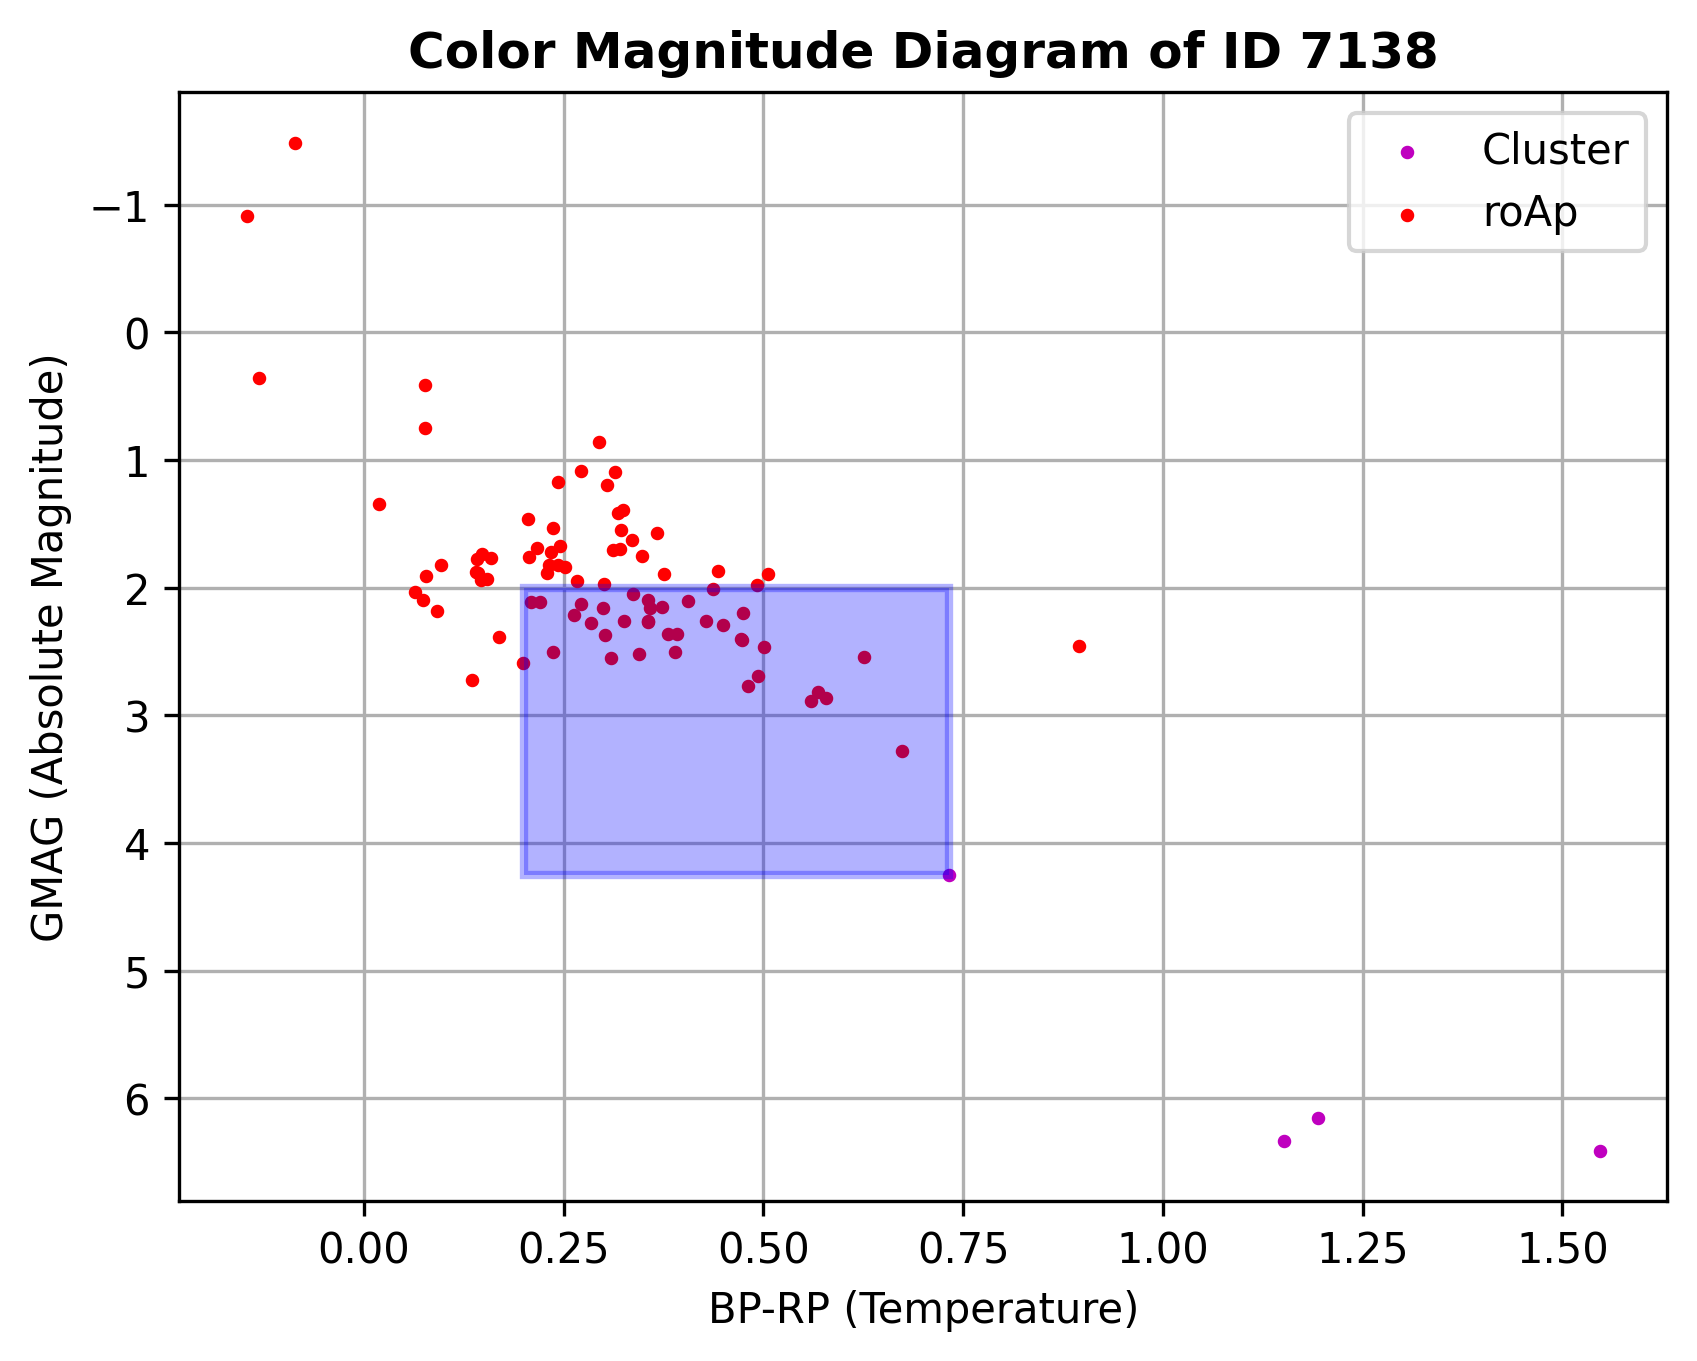 Color Magnitude Diagram of ID 7138
Cluster
roAp
−1
0
1
2
3
4
5
6
GMAG (Absolute Magnitude)
0.00 0.25 0.50 0.75 1.00 1.25 1.50
BP-RP (Temperature)